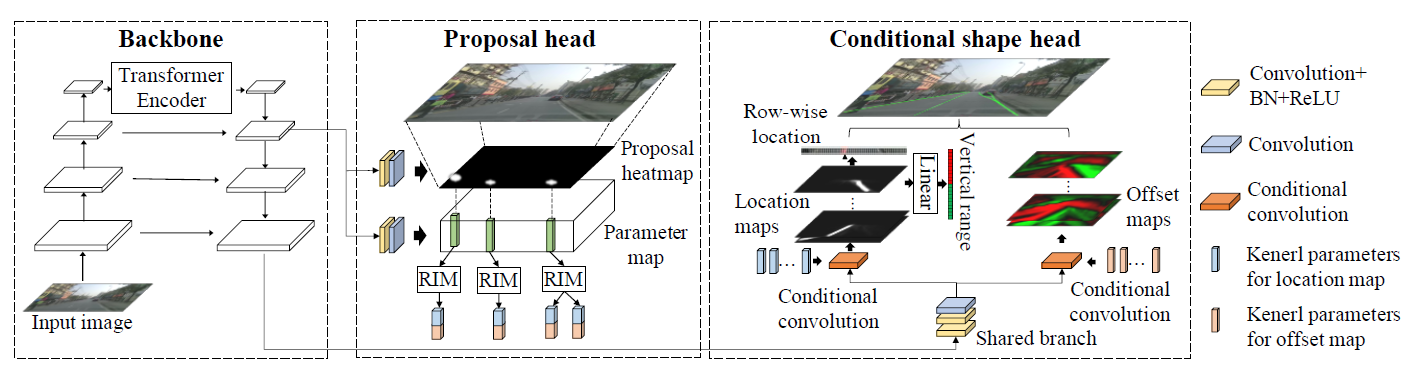 Backbone
Transformer
Encoder
Input image
Proposal head
Proposal
heatmap
Parameter
map
RIM
RIM
RIM
Conditional shape head
Row-wise
location
Location
maps
Linear
Vertical range
Offset
maps
Conditional
convolution
Conditional
convolution
Shared branch
Convolution+
BN+ReLU
Convolution
Conditional
convolution
Kenerl parameters
for location map
Kenerl parameters
for offset map